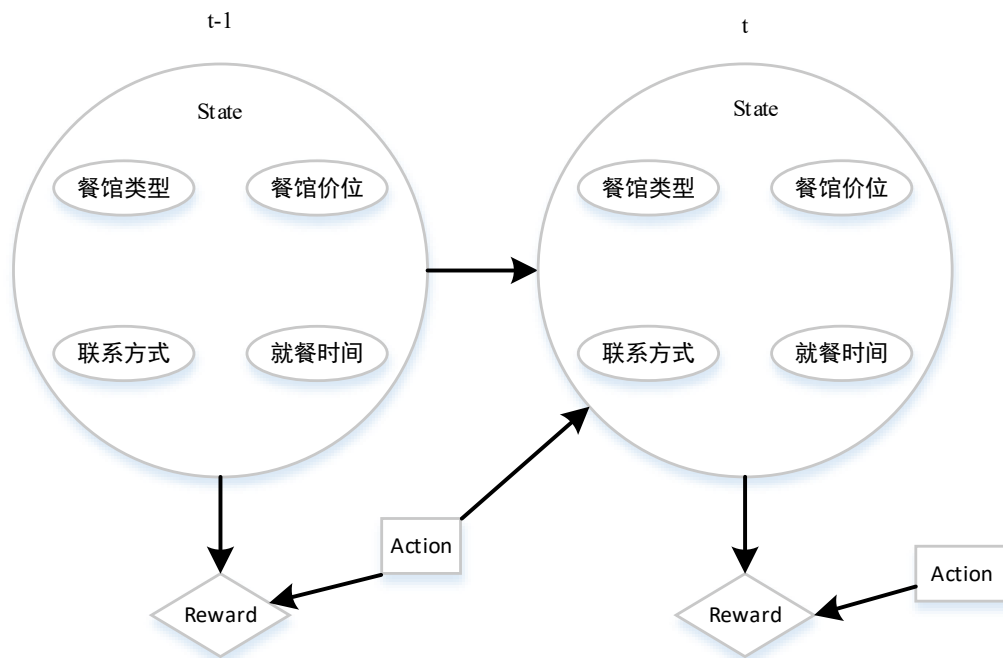 t-1
t
State
State
餐馆类型
餐馆价位
餐馆类型
餐馆价位
联系方式
就餐时间
联系方式
就餐时间
Action
Action
Reward
Reward